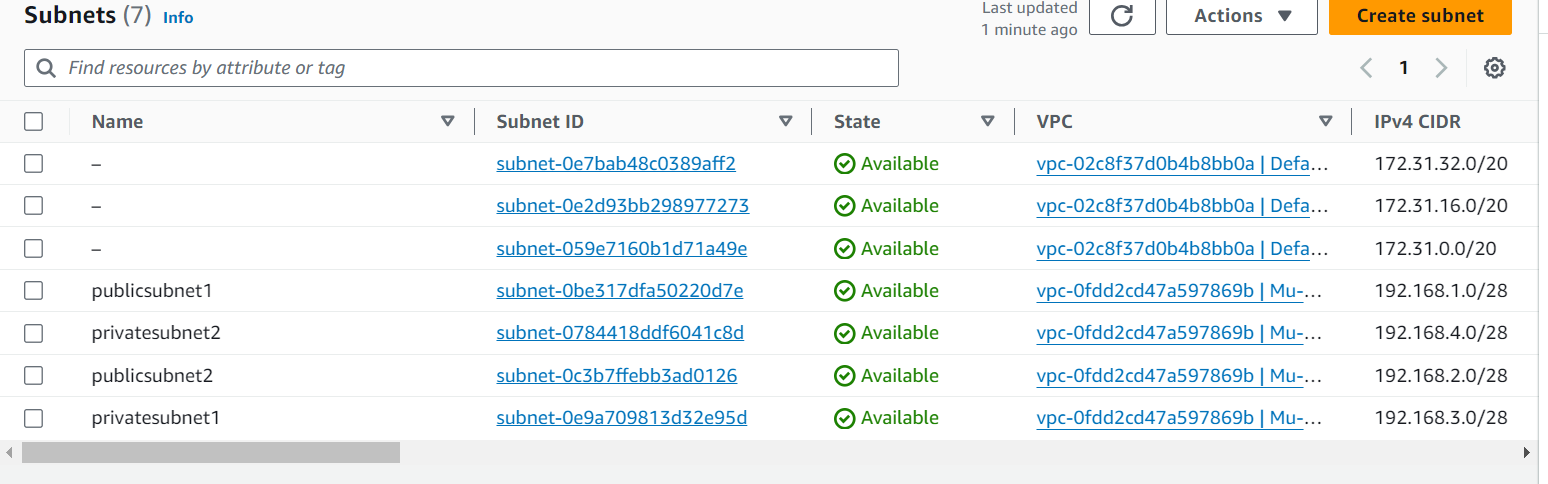 Subnets (7) Info
Last updated
1 minute ago
Actions
Create subnet
Find resources by attribute or tag
1
Name Subnet ID State VPC IPv4 CIDR
– subnet-0e7bab48c0389aff2 Available vpc-02c8f37d0b4b8bb0a | Defa... 172.31.32.0/20
– subnet-0e2d93bb298977273 Available vpc-02c8f37d0b4b8bb0a | Defa... 172.31.16.0/20
– subnet-059e7160b1d71a49e Available vpc-02c8f37d0b4b8bb0a | Defa... 172.31.0.0/20
publicsubnet1 subnet-0be317dfa50220d7e Available vpc-0fdd2cd47a597869b | Mu-... 192.168.1.0/28
privatesubnet2 subnet-0784418ddf6041c8d Available vpc-0fdd2cd47a597869b | Mu-... 192.168.4.0/28
publicsubnet2 subnet-0c3b7ffebb3ad0126 Available vpc-0fdd2cd47a597869b | Mu-... 192.168.2.0/28
privatesubnet1 subnet-0e9a709813d32e95d Available vpc-0fdd2cd47a597869b | Mu-... 192.168.3.0/28